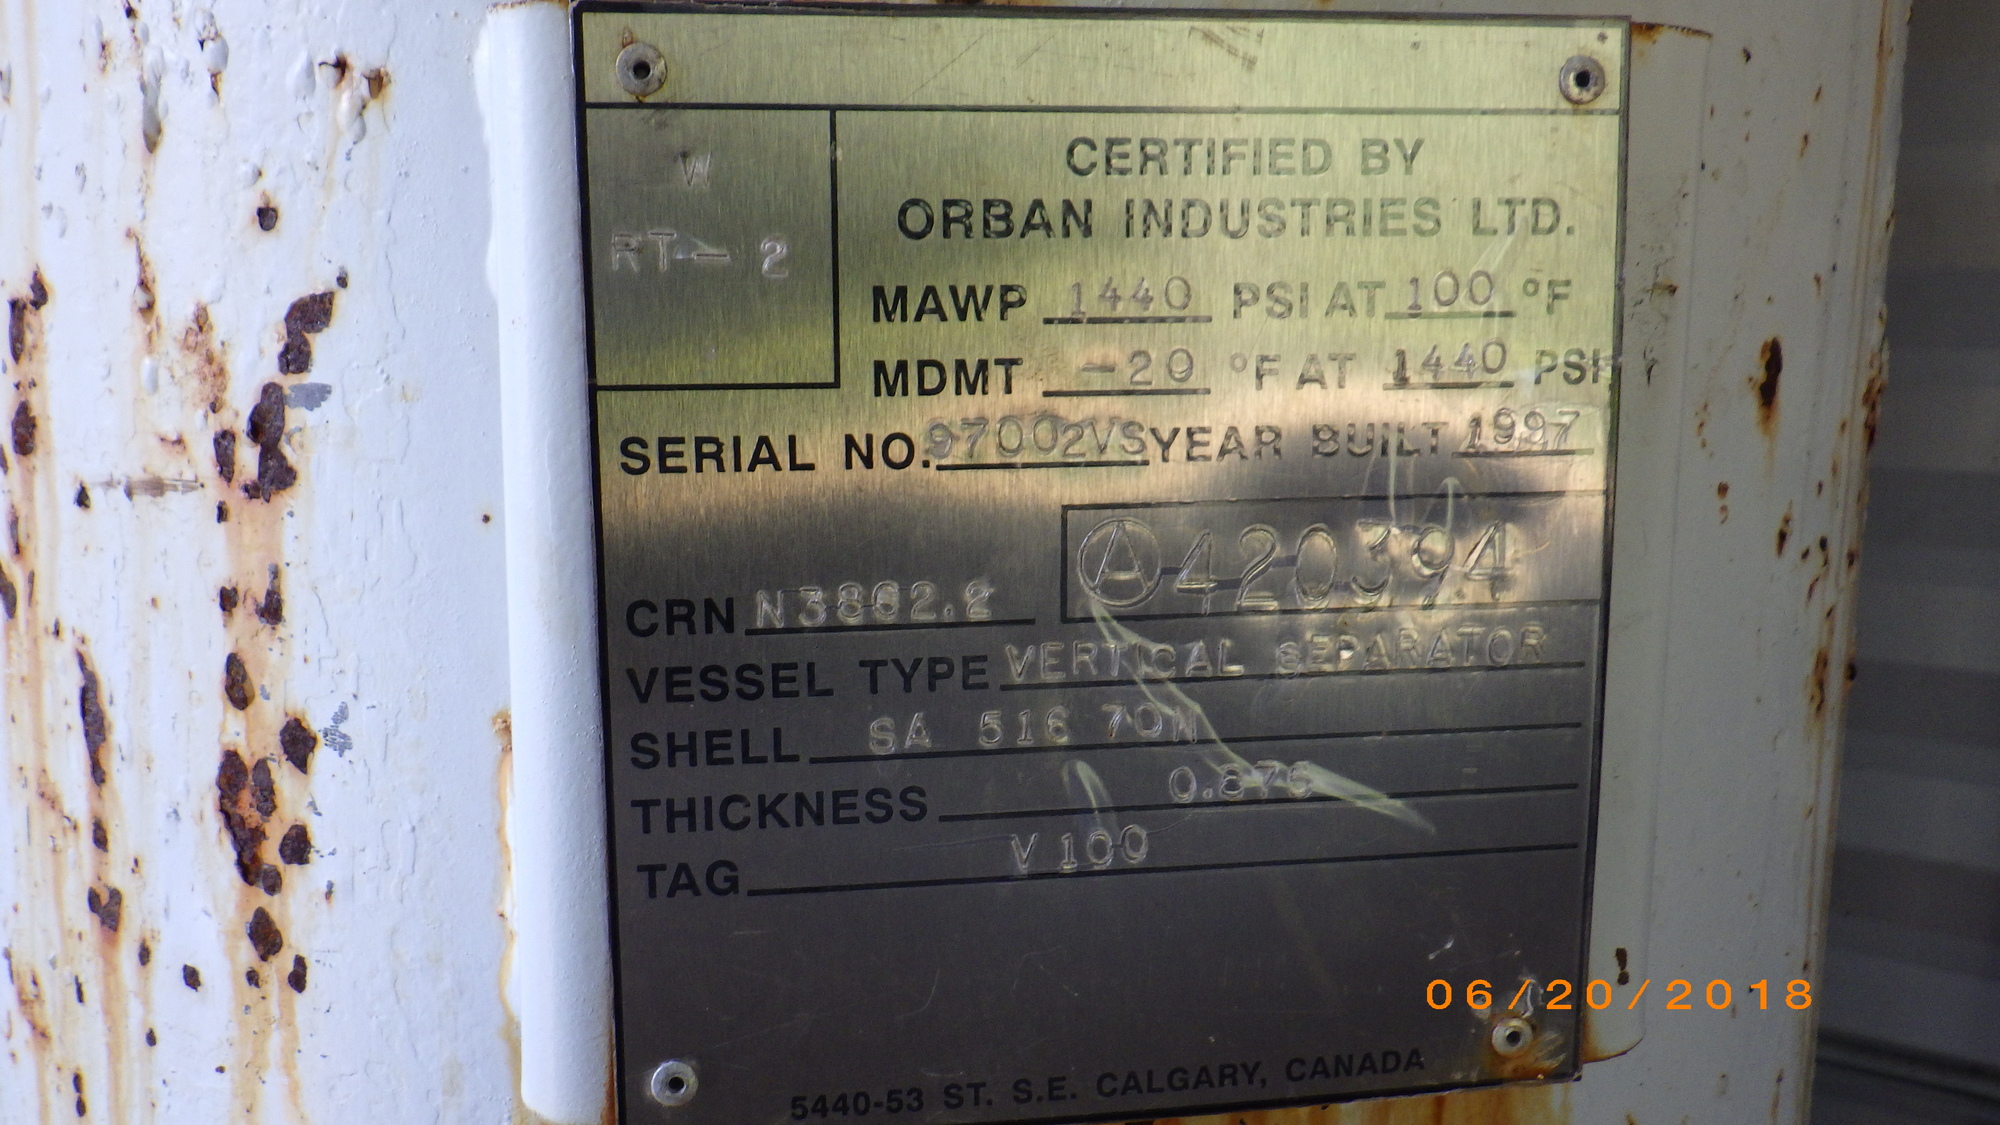 W
RT-2
CERTIFIED BY
ORBAN INDUSTRIES LTD.
MAWP 1440 PSI AT 100 °F
MDMT -20 °F AT 1440 PSI
SERIAL NO. 97002VS YEAR BUILT 1997
A 420394
CRN N3862.2
VESSEL TYPE VERTICAL SEPARATOR
SHELL SA 516 70N
THICKNESS 0.875
TAG V100
5440-53 ST. S.E. CALGARY, CANADA
06/20/2018